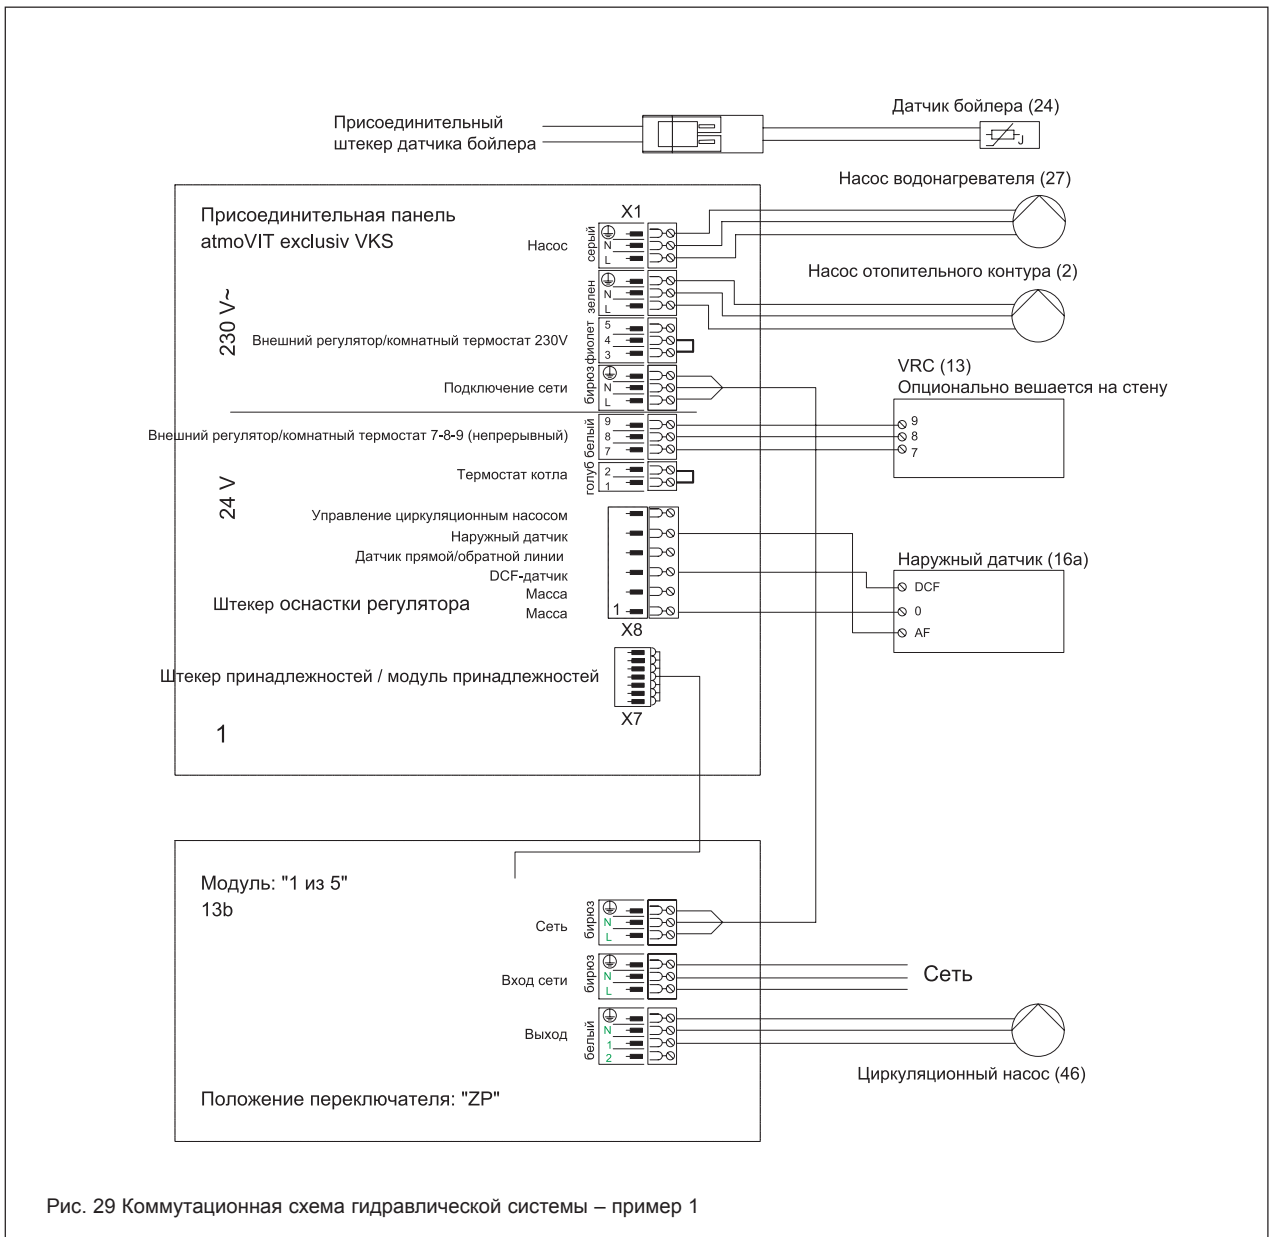 Присоединительный
штекер датчика бойлера
Датчик бойлера (24)
J
Насос водонагревателя (27)
Присоединительная панель
atmoVIT exclusiv VKS
X1
Насос
серый
N
L
Насос отопительного контура (2)
зелен
N
L
230 V~
Внешний регулятор/комнатный термостат 230V
фиолет
5
4
3
VRC (13)
Опционально вешается на стену
Подключение сети
бирюз
N
L
Внешний регулятор/комнатный термостат 7-8-9 (непрерывный)
белый
9
8
7
9
8
7
24 V
Термостат котла
голуб
2
1
Управление циркуляционным насосом
Наружный датчик
Датчик прямой/обратной линии
DCF-датчик
Масса
Масса
Штекер оснастки регулятора
1
X8
Наружный датчик (16a)
DCF
0
AF
Штекер принадлежностей / модуль принадлежностей
X7
1
Модуль: "1 из 5"
13b
Сеть
бирюз
N
L
Вход сети
бирюз
N
L
Сеть
Выход
белый
N
1
2
Циркуляционный насос (46)
Положение переключателя: "ZP"
Рис. 29 Коммутационная схема гидравлической системы – пример 1